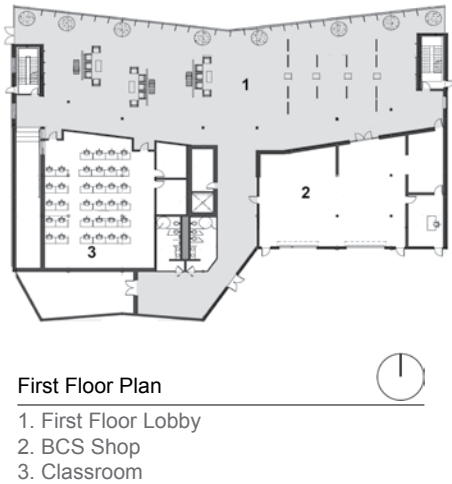 1
2
3
First Floor Plan
1. First Floor Lobby
2. BCS Shop
3. Classroom